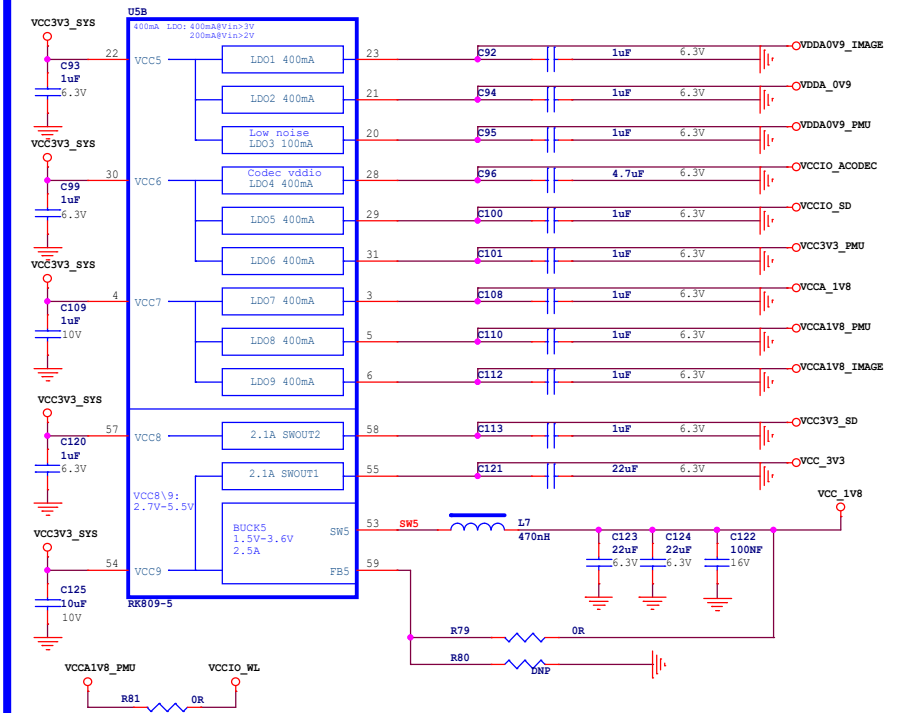 U5B
VCC3V3_SYS
400mA LDO: 400mA@Vin>3V
200mA@Vin>2V
22 VCC5 LDO1 400mA 23 C92 1uF 6.3V VDDA0V9_IMAGE
C93
1uF
6.3V
LDO2 400mA 21 C94 1uF 6.3V VDDA_0V9
Low noise
LDO3 100mA 20 C95 1uF 6.3V VDDA0V9_PMU
VCC3V3_SYS
30 VCC6 Codec vddio
LDO4 400mA 28 C96 4.7uF 6.3V VCCIO_ACODEC
C99
1uF
6.3V
LDO5 400mA 29 C100 1uF 6.3V VCCIO_SD
LDO6 400mA 31 C101 1uF 6.3V VCC3V3_PMU
VCC3V3_SYS
4 VCC7 LDO7 400mA 3 C108 1uF 6.3V VCCA_1V8
C109
1uF
10V
LDO8 400mA 5 C110 1uF 6.3V VCCA1V8_PMU
LDO9 400mA 6 C112 1uF 6.3V VCCA1V8_IMAGE
VCC3V3_SYS
57 VCC8 2.1A SWOUT2 58 C113 1uF 6.3V VCC3V3_SD
C120
1uF
6.3V
2.1A SWOUT1 55 C121 22uF 6.3V VCC_3V3
VCC8\9:
2.7V-5.5V
VCC_1V8
BUCK5
1.5V-3.6V
2.5A
SW5 53 SW5 L7
470nH
C123
22uF
6.3V
C124
22uF
6.3V
C122
100NF
16V
VCC3V3_SYS
54 VCC9 FB5 59
C125
10uF
10V
RK809-5
R79 0R
R80 DNP
VCCA1V8_PMU VCCIO_WL
R81 0R